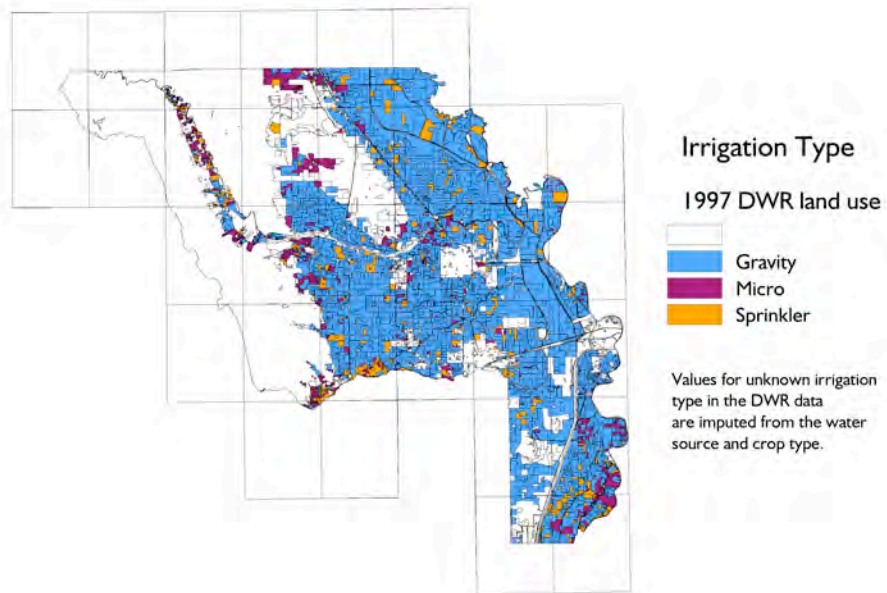 Irrigation Type
1997 DWR land use
Gravity
Micro
Sprinkler
Values for unknown irrigation
type in the DWR data
are imputed from the water
source and crop type.